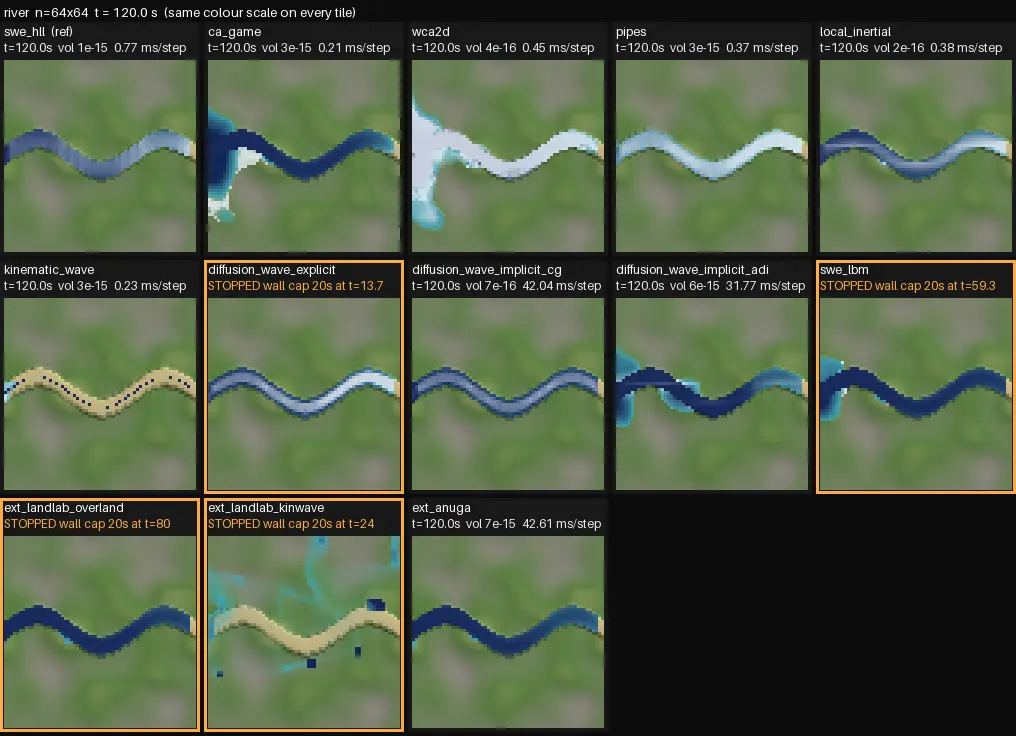 river n=64x64 t = 120.0 s (same colour scale on every tile)
swe_hll (ref)
t=120.0s vol 1e-15 0.77 ms/step
ca_game
t=120.0s vol 3e-15 0.21 ms/step
wca2d
t=120.0s vol 4e-16 0.45 ms/step
pipes
t=120.0s vol 3e-15 0.37 ms/step
local_inertial
t=120.0s vol 2e-16 0.38 ms/step
kinematic_wave
t=120.0s vol 3e-15 0.23 ms/step
diffusion_wave_explicit
STOPPED wall cap 20s at t=13.7
diffusion_wave_implicit_cg
t=120.0s vol 7e-16 42.04 ms/step
diffusion_wave_implicit_adi
t=120.0s vol 6e-15 31.77 ms/step
swe_lbm
STOPPED wall cap 20s at t=59.3
ext_landlab_overland
STOPPED wall cap 20s at t=80
ext_landlab_kinwave
STOPPED wall cap 20s at t=24
ext_anuga
t=120.0s vol 7e-15 42.61 ms/step